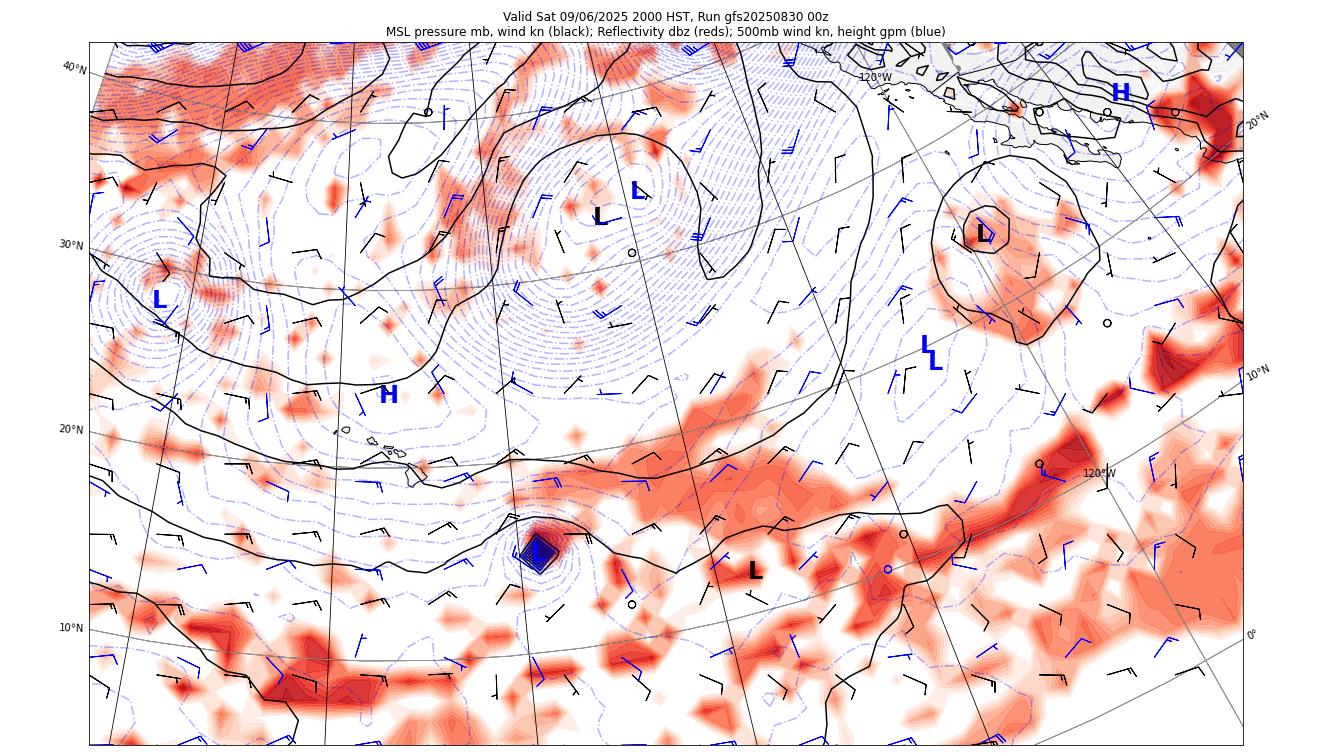 Valid Sat 09/06/2025 2000 HST, Run gfs20250830 00z
MSL pressure mb, wind kn (black); Reflectivity dbz (reds); 500mb wind kn, height gpm (blue)
40°N
120°W
H
20°N
L
L
L
30°N
L
L
L
10°N
H
20°N
120°W
L
L
10°N
0°